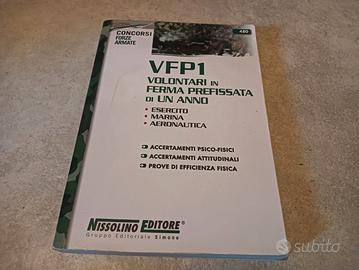 CONCORSI
FORZE
ARMATE
480
VFP1
VOLONTARI IN
FERMA PREFISSATA
DI UN ANNO
• ESERCITO
• MARINA
• AERONAUTICA
ACCERTAMENTI PSICO-FISICI
ACCERTAMENTI ATTITUDINALI
PROVE DI EFFICIENZA FISICA
NISSOLINO EDITORE®
Gruppo Editoriale Simone
subito.it